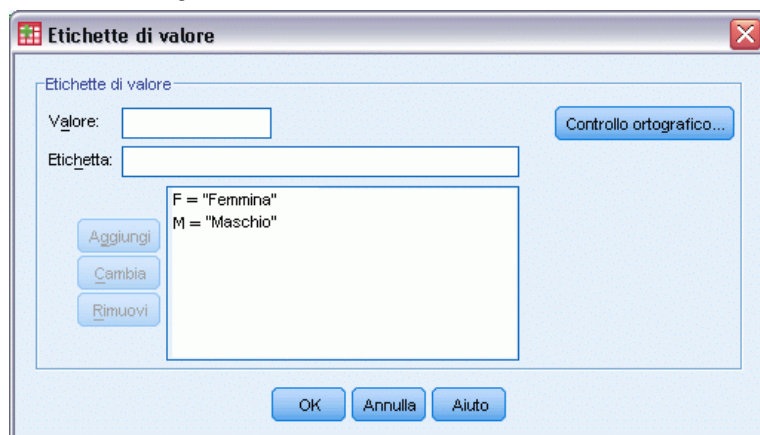 Etichette di valore
Etichette di valore
Valore:
Controllo ortografico...
Etichetta:
F = "Femmina"
M = "Maschio"
Aggiungi
Cambia
Rimuovi
OK Annulla Aiuto